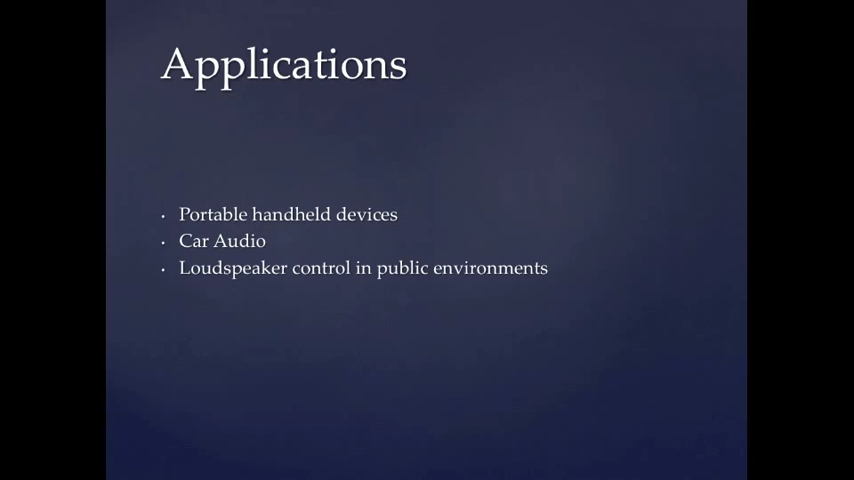 Applications
· Portable handheld devices
· Car Audio
· Loudspeaker control in public environments